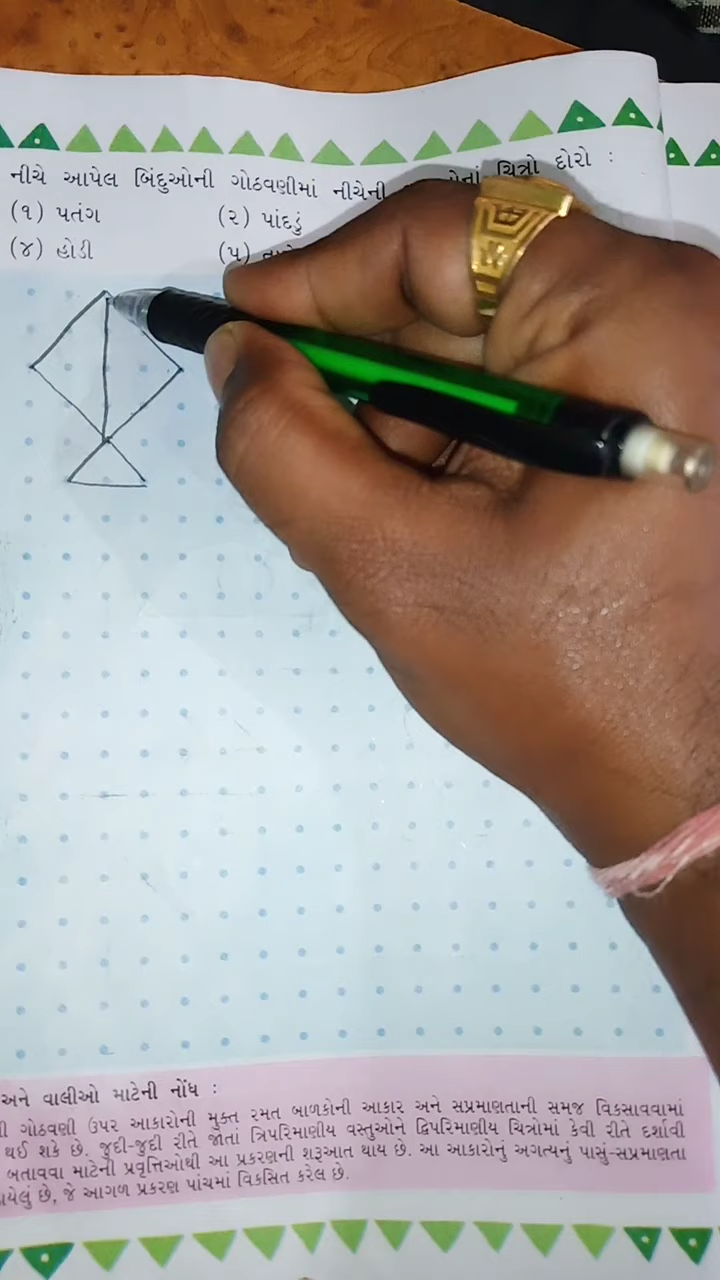 નીચે આપેલ બિંદુઓની ગોઠવણીમાં નીચેની ચિત્રો દોરો :
(૧) પતંગ (૨) પાંદડું
(૪) હોડી (૫)
અને વાલીઓ માટેની નોંધ :
ગોઠવણી ઉપર આકારોની મુક્ત રમત બાળકોની આકાર અને સપ્રમાણતાની સમજ વિકસાવવામાં
થઈ શકે છે. જુદી-જુદી રીતે જોતાં ત્રિપરિમાણીય વસ્તુઓને દ્વિપરિમાણીય ચિત્રોમાં કેવી રીતે દર્શાવી
બતાવવા માટેની પ્રવૃત્તિઓથી આ પ્રકરણની શરૂઆત થાય છે. આ આકારોનું અગત્યનું પાસું-સપ્રમાણતા
છે, જે આગળ પ્રકરણ પાંચમાં વિકસિત કરેલ છે.